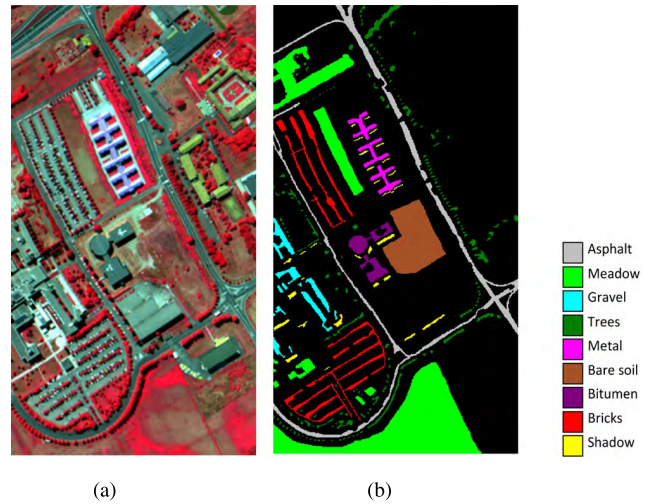 Asphalt
Meadow
Gravel
Trees
Metal
Bare soil
Bitumen
Bricks
Shadow
(a)
(b)